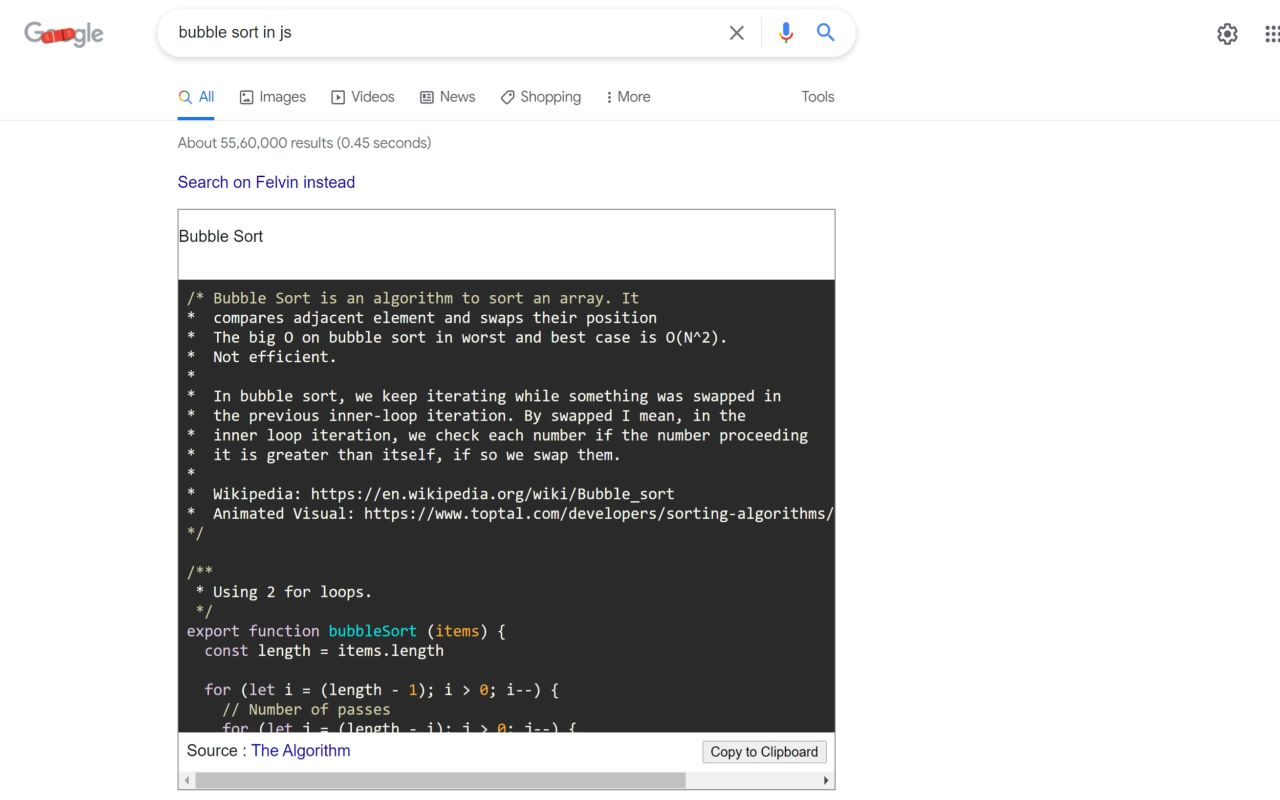 Google
bubble sort in js
All Images Videos News Shopping More Tools
About 55,60,000 results (0.45 seconds)
Search on Felvin instead
Bubble Sort
/* Bubble Sort is an algorithm to sort an array. It
*  compares adjacent element and swaps their position
*  The big O on bubble sort in worst and best case is O(N^2).
*  Not efficient.
*
*  In bubble sort, we keep iterating while something was swapped in
*  the previous inner-loop iteration. By swapped I mean, in the
*  inner loop iteration, we check each number if the number proceeding
*  it is greater than itself, if so we swap them.
*
*  Wikipedia: https://en.wikipedia.org/wiki/Bubble_sort
*  Animated Visual: https://www.toptal.com/developers/sorting-algorithms/
*/
/**
 * Using 2 for loops.
 */
export function bubbleSort (items) {
  const length = items.length
  for (let i = (length - 1); i > 0; i--) {
    // Number of passes
    for (let j = (length - i); j > 0; j--) {
Source : The Algorithm
Copy to Clipboard